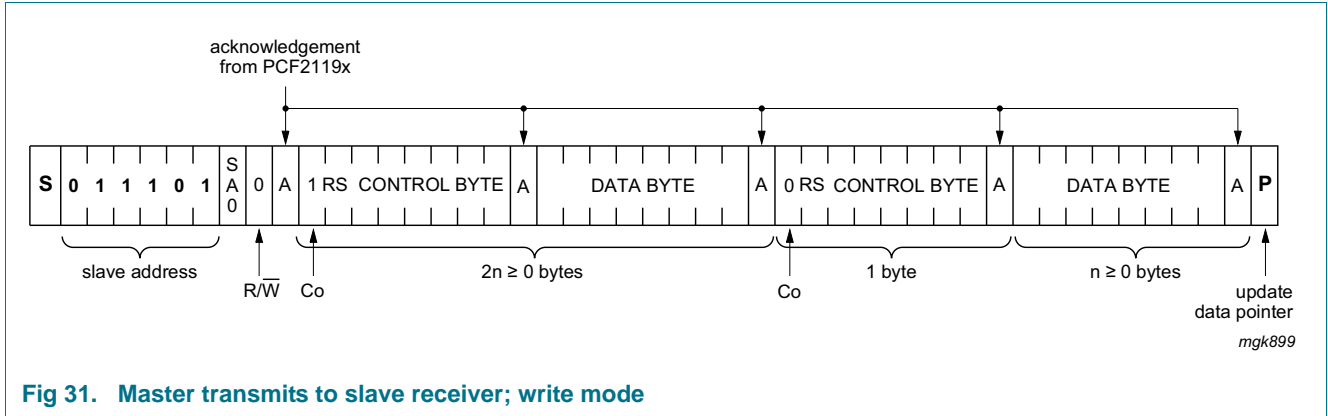 acknowledgement
from PCF2119x
S 0 1 1 1 0 1 S A 0 0 A 1 RS CONTROL BYTE A DATA BYTE A 0 RS CONTROL BYTE A DATA BYTE A P
slave address
2n ≥ 0 bytes
1 byte
n ≥ 0 bytes
R/W̅
Co
Co
update
data pointer
mgk899
Fig 31. Master transmits to slave receiver; write mode